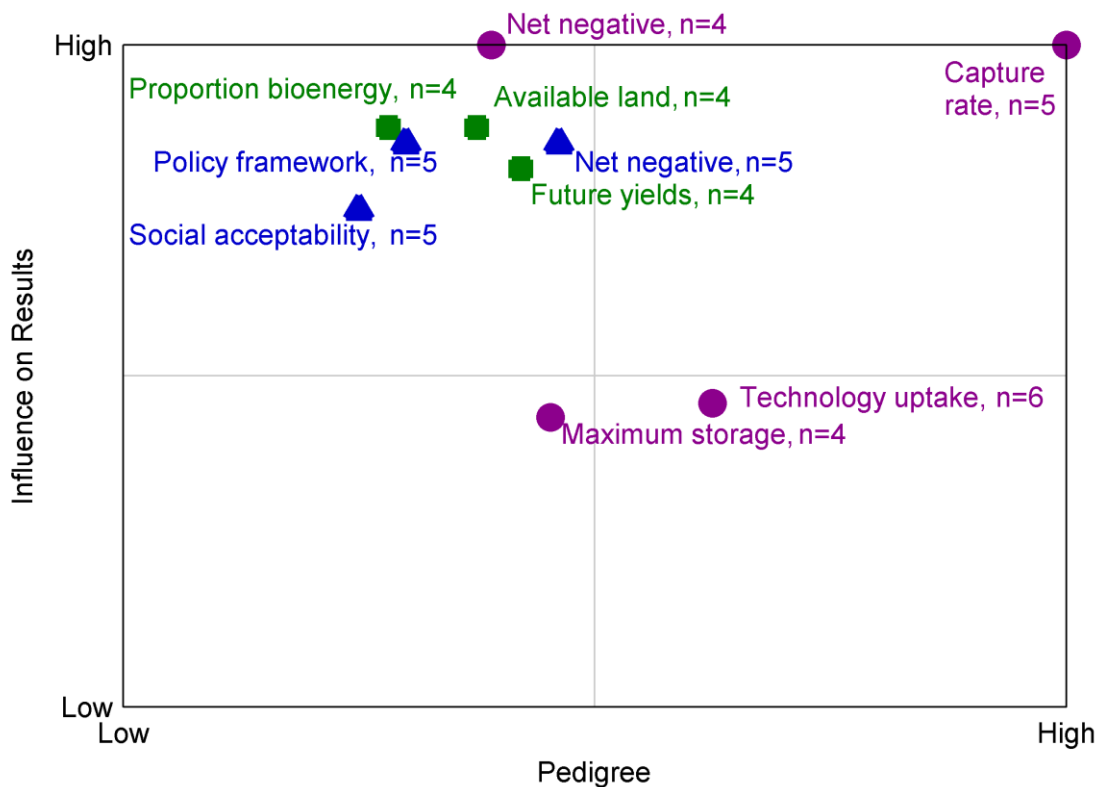 Net negative, n=4
High
Capture
rate, n=5
Proportion bioenergy, n=4
Available land, n=4
Policy framework, n=5
Net negative, n=5
Future yields, n=4
Social acceptability, n=5
Influence on Results
Technology uptake, n=6
Maximum storage, n=4
Low
Low
High
Pedigree